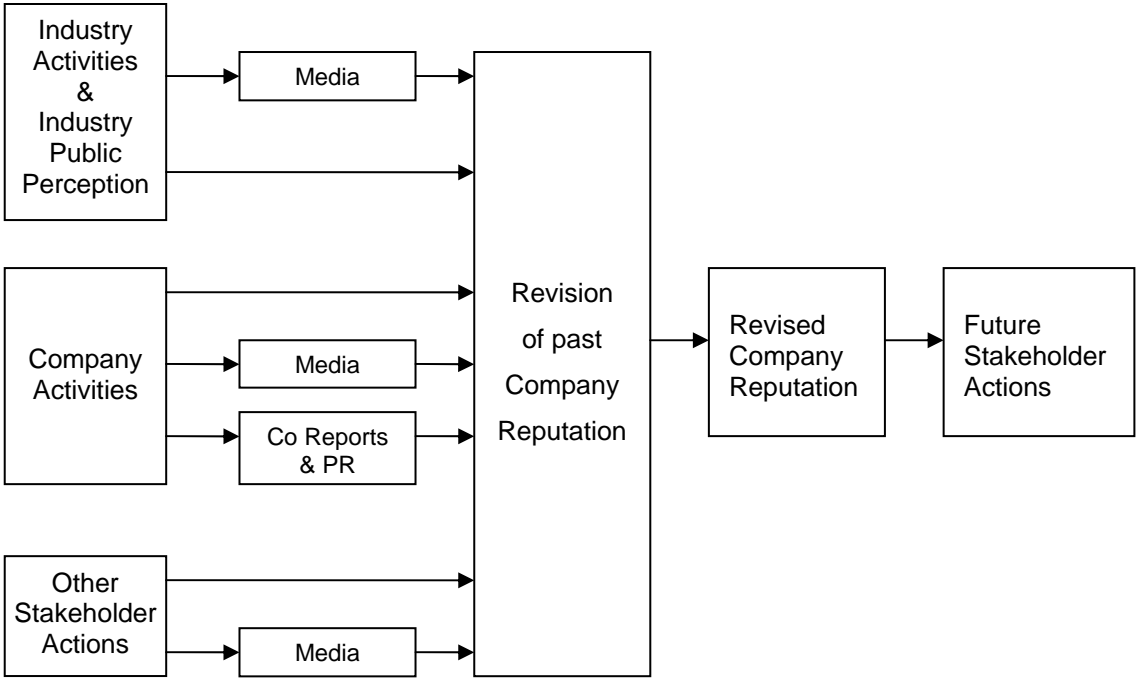 Industry
Activities
&
Industry
Public
Perception
Media
Company
Activities
Media
Co Reports
& PR
Other
Stakeholder
Actions
Media
Revision
of past
Company
Reputation
Revised
Company
Reputation
Future
Stakeholder
Actions